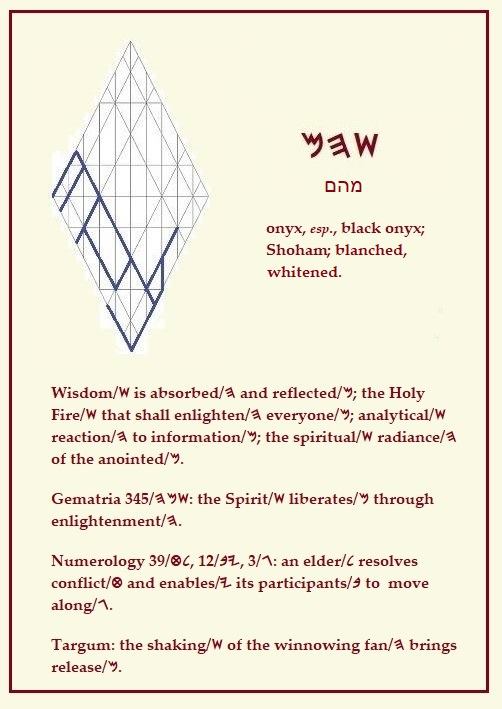 𐤔𐤄𐤌
מהם
onyx, esp., black onyx;
Shoham; blanched,
whitened.
Wisdom/𐤔 is absorbed/𐤄 and reflected/𐤌; the Holy
Fire/𐤔 that shall enlighten/𐤄 everyone/𐤌; analytical/𐤔
reaction/𐤄 to information/𐤌; the spiritual/𐤔 radiance/𐤄
of the anointed/𐤌.
Gematria 345/𐤔𐤌𐤄: the Spirit/𐤔 liberates/𐤌 through
enlightenment/𐤄.
Numerology 39/𐤋𐤈, 12/𐤉𐤁, 3/𐤂: an elder/𐤋 resolves
conflict/𐤈 and enables/𐤉 its participants/𐤁 to move
along/𐤂.
Targum: the shaking/𐤔 of the winnowing fan/𐤄 brings
release/𐤌.